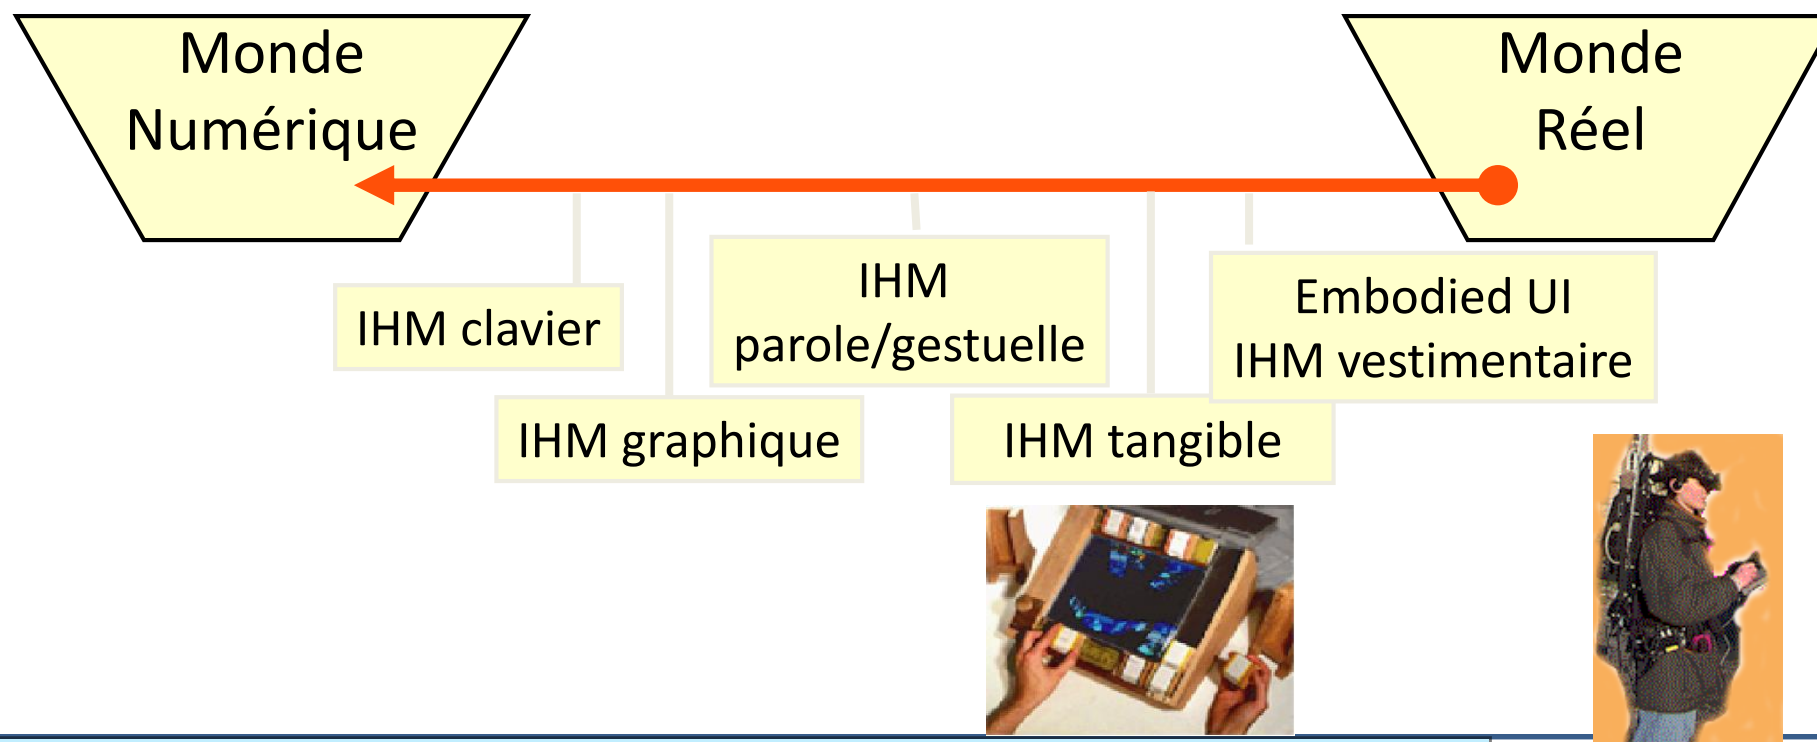 Monde
Numérique
Monde
Réel
IHM clavier
IHM graphique
IHM
parole/gestuelle
IHM tangible
Embodied UI
IHM vestimentaire